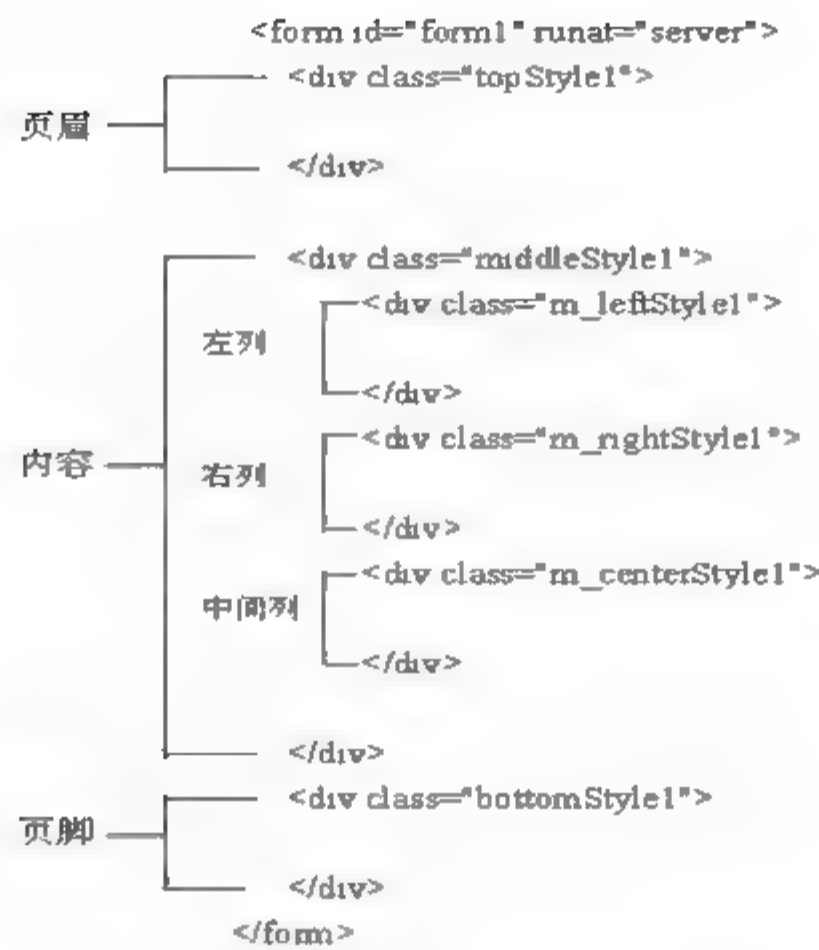 <form id="form1" runat="server">
<div class="topStyle1">
页眉
</div>
<div class="middleStyle1">
<div class="m_leftStyle1">
左列
</div>
<div class="m_rightStyle1">
内容
右列
</div>
<div class="m_centerStyle1">
中间列
</div>
</div>
<div class="bottomStyle1">
页脚
</div>
</form>